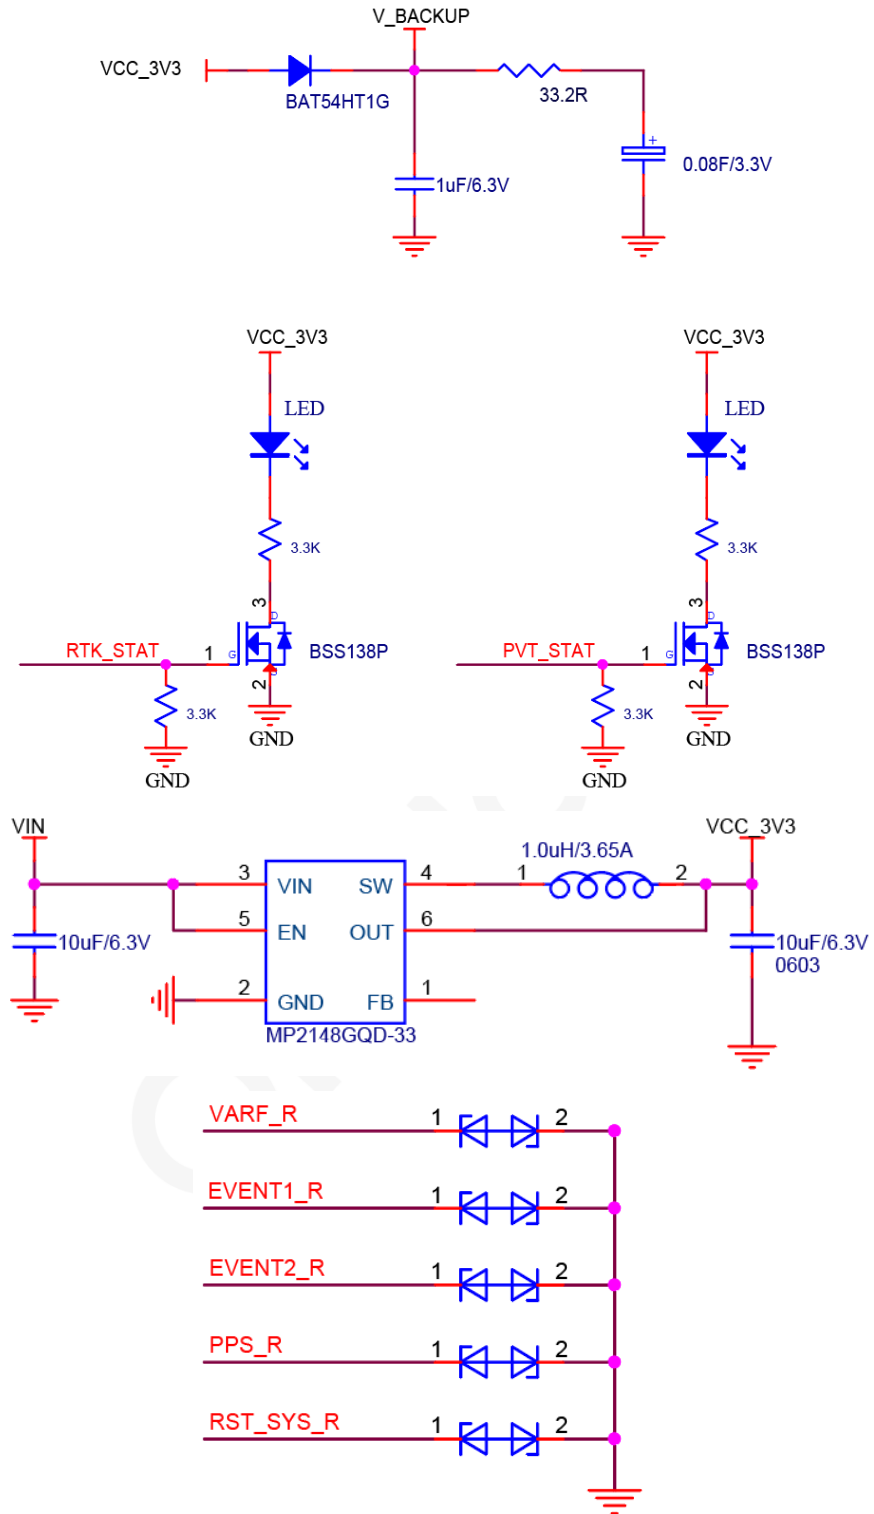 V_BACKUP
VCC_3V3
BAT54HT1G
33.2R
+
0.08F/3.3V
1uF/6.3V
VCC_3V3
VCC_3V3
LED
LED
3.3K
3.3K
3
D
3
D
RTK_STAT
1
G
BSS138P
PVT_STAT
1
G
BSS138P
2
2
3.3K
3.3K
GND
GND
GND
GND
VIN
VCC_3V3
1.0uH/3.65A
3
VIN
SW
4
1
2
5
EN
OUT
6
10uF/6.3V
10uF/6.3V
0603
2
GND
FB
1
MP2148GQD-33
VARF_R
1
2
EVENT1_R
1
2
EVENT2_R
1
2
PPS_R
1
2
RST_SYS_R
1
2